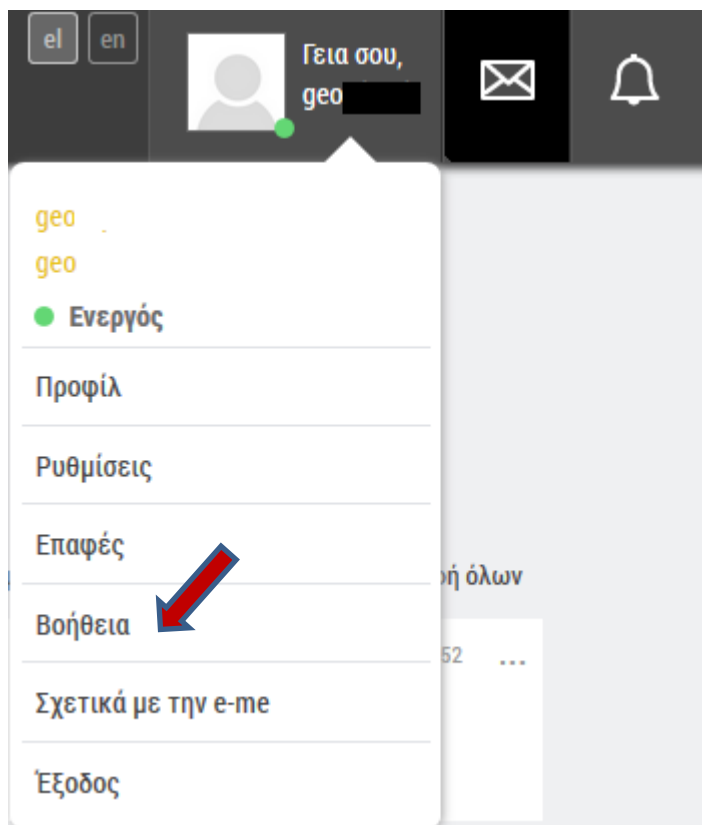 el en
Γεια σου,
geo
geo
geo
Ενεργός
Προφίλ
Ρυθμίσεις
Επαφές
όλων
Βοήθεια
52 ...
Σχετικά με την e-me
Έξοδος